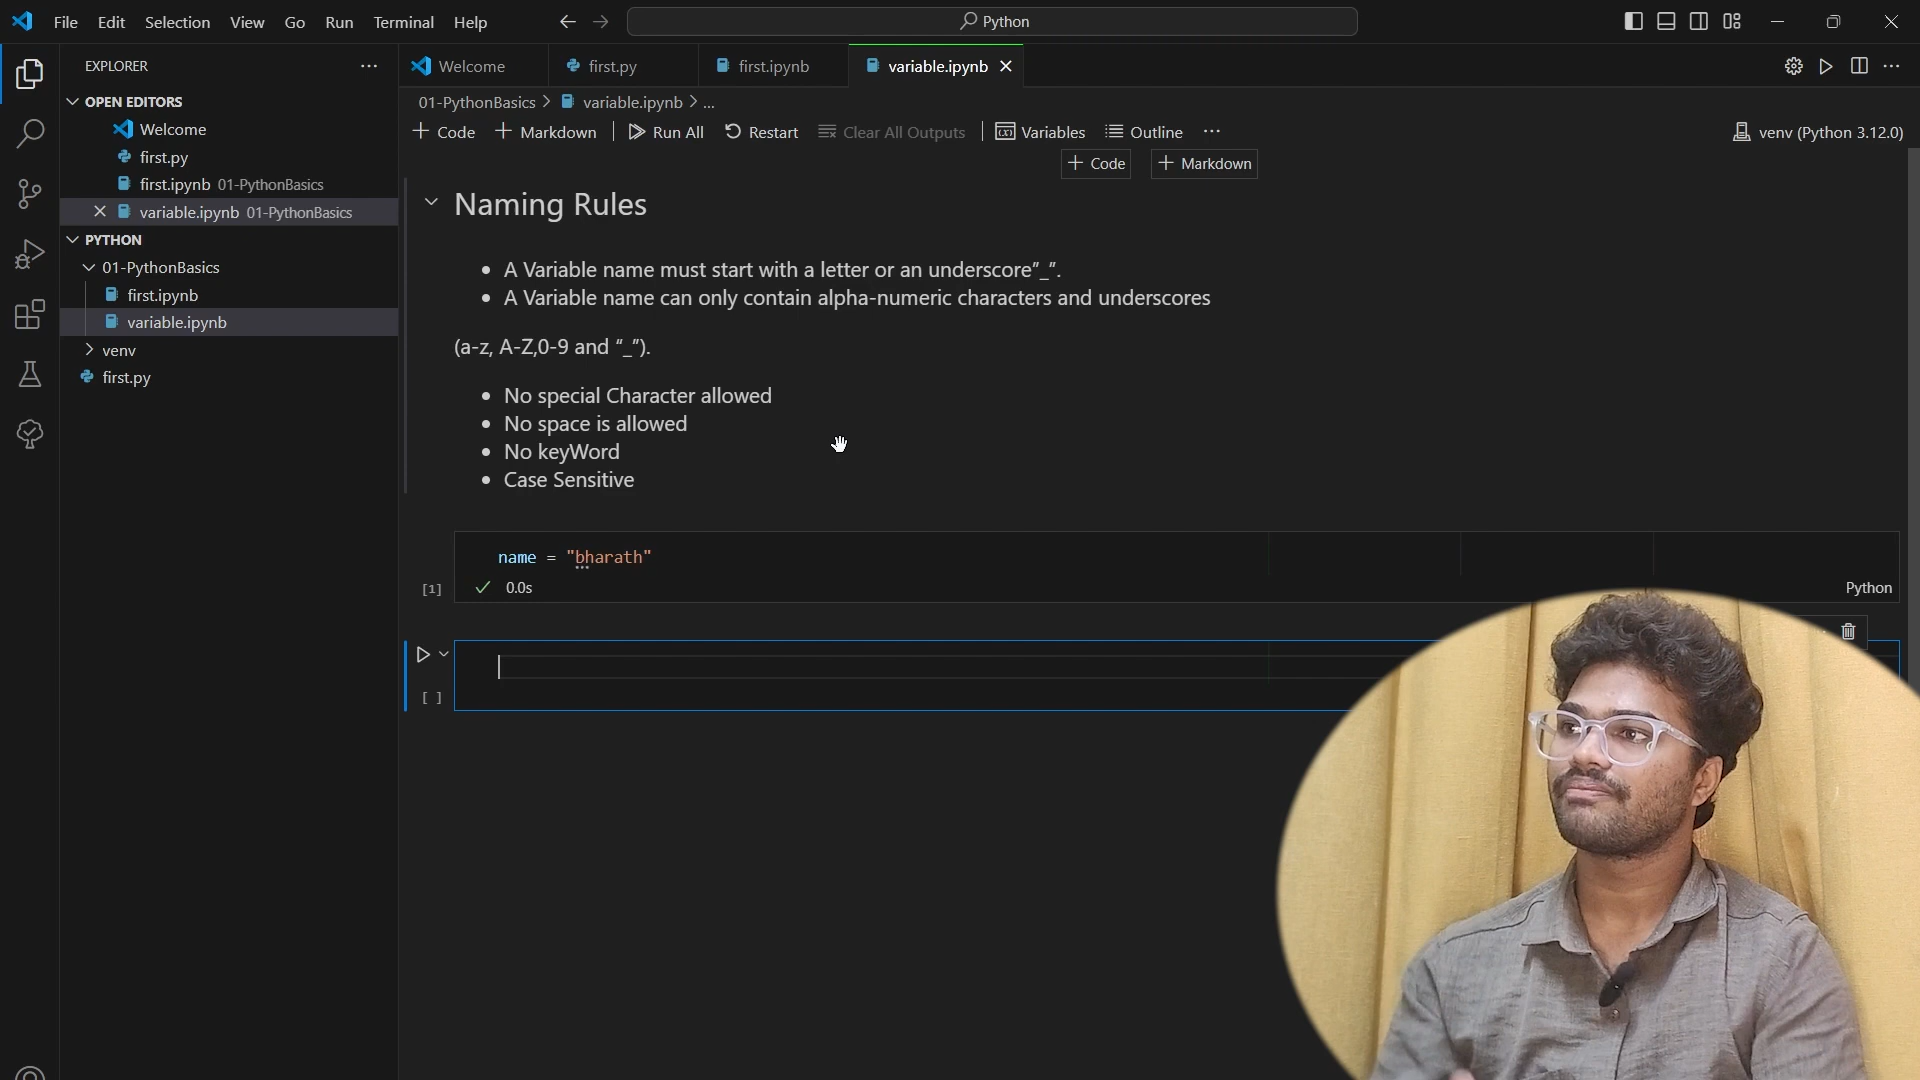 File Edit Selection View Go Run Terminal Help
Python
EXPLORER
OPEN EDITORS
Welcome
first.py
first.ipynb 01-PythonBasics
variable.ipynb 01-PythonBasics
PYTHON
01-PythonBasics
first.ipynb
variable.ipynb
venv
first.py
Welcome first.py first.ipynb variable.ipynb
01-PythonBasics > variable.ipynb > ...
+ Code + Markdown Run All Restart Clear All Outputs Variables Outline ... venv (Python 3.12.0)
+ Code + Markdown
Naming Rules
• A Variable name must start with a letter or an underscore”_”.
• A Variable name can only contain alpha-numeric characters and underscores
(a-z, A-Z,0-9 and “_”).
• No special Character allowed
• No space is allowed
• No keyWord
• Case Sensitive
name = "bharath"
[1] 0.0s Python
[ ]